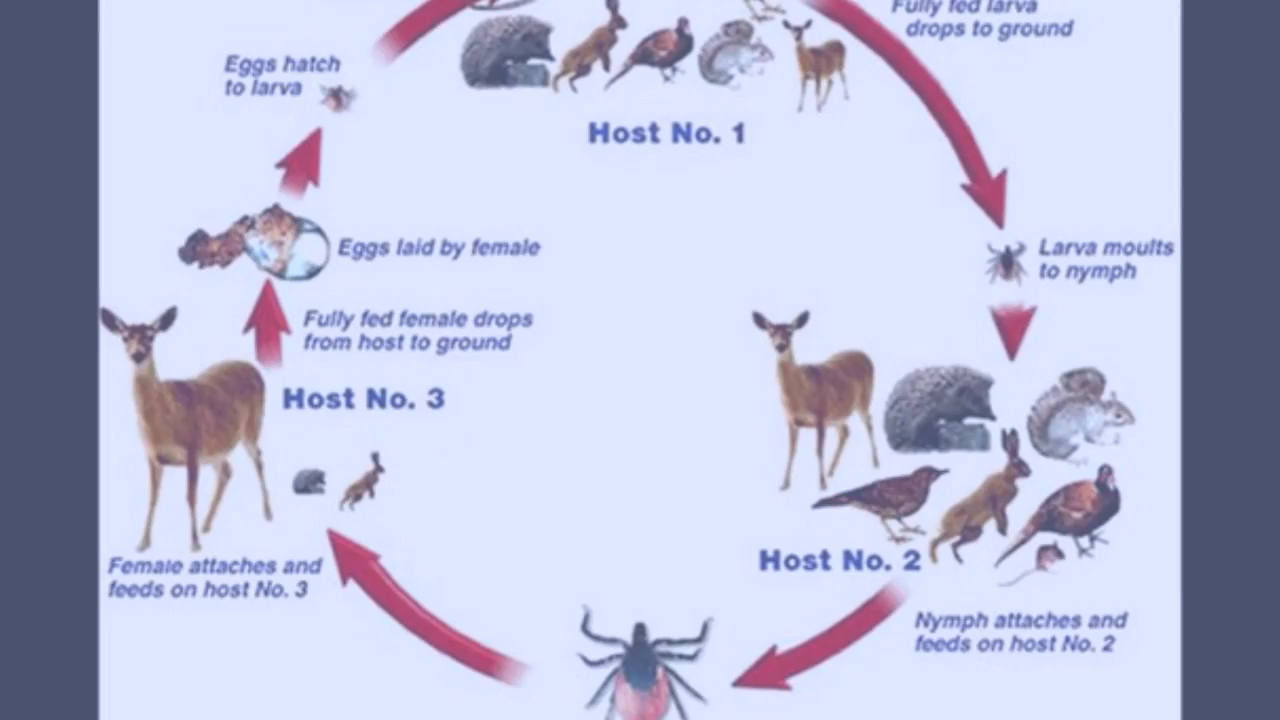 Fully fed larva
drops to ground
Eggs hatch
to larva
Host No. 1
Eggs laid by female
Larva moults
to nymph
Fully fed female drops
from host to ground
Host No. 3
Host No. 2
Female attaches and
feeds on host No. 3
Nymph attaches and
feeds on host No. 2